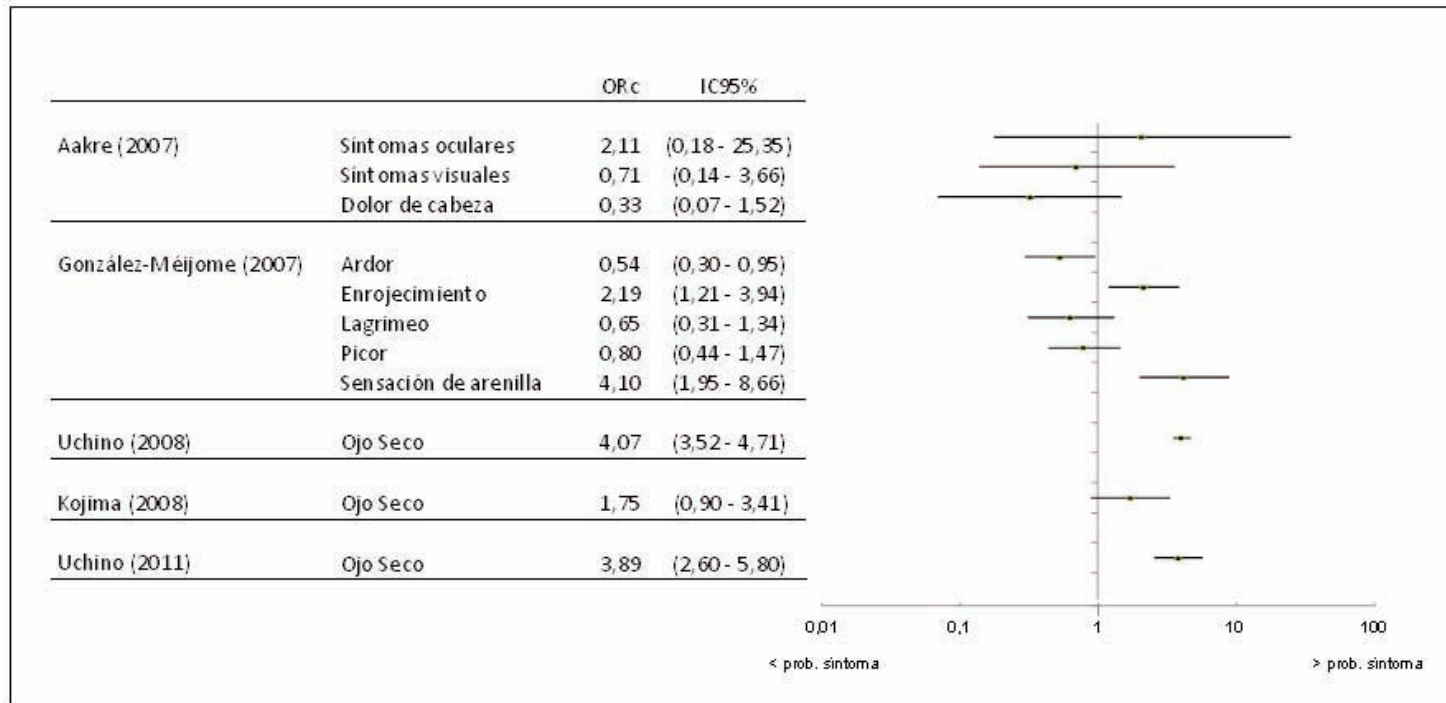 ORc IC95%
Aakre (2007) Síntomas oculares 2,11 (0,18 - 25,35)
Síntomas visuales 0,71 (0,14 - 3,66)
Dolor de cabeza 0,33 (0,07 - 1,52)
González-Méijome (2007) Ardor 0,54 (0,30 - 0,95)
Enrojecimiento 2,19 (1,21 - 3,94)
Lagrimeo 0,65 (0,31 - 1,34)
Picor 0,80 (0,44 - 1,47)
Sensación de arenilla 4,10 (1,95 - 8,66)
Uchino (2008) Ojo Seco 4,07 (3,52 - 4,71)
Kojima (2008) Ojo Seco 1,75 (0,90 - 3,41)
Uchino (2011) Ojo Seco 3,89 (2,60 - 5,80)
0,01 0,1 1 10 100
< prob. sintoma > prob. sintoma